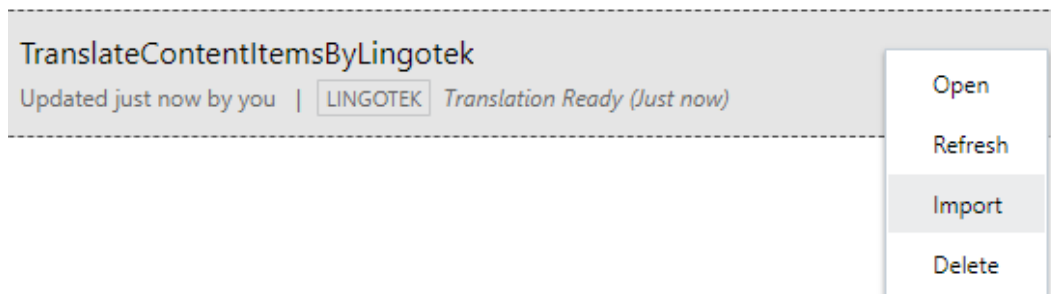 TranslateContentItemsByLingotek
Updated just now by you | LINGOTEK Translation Ready (Just now)
Open
Refresh
Import
Delete